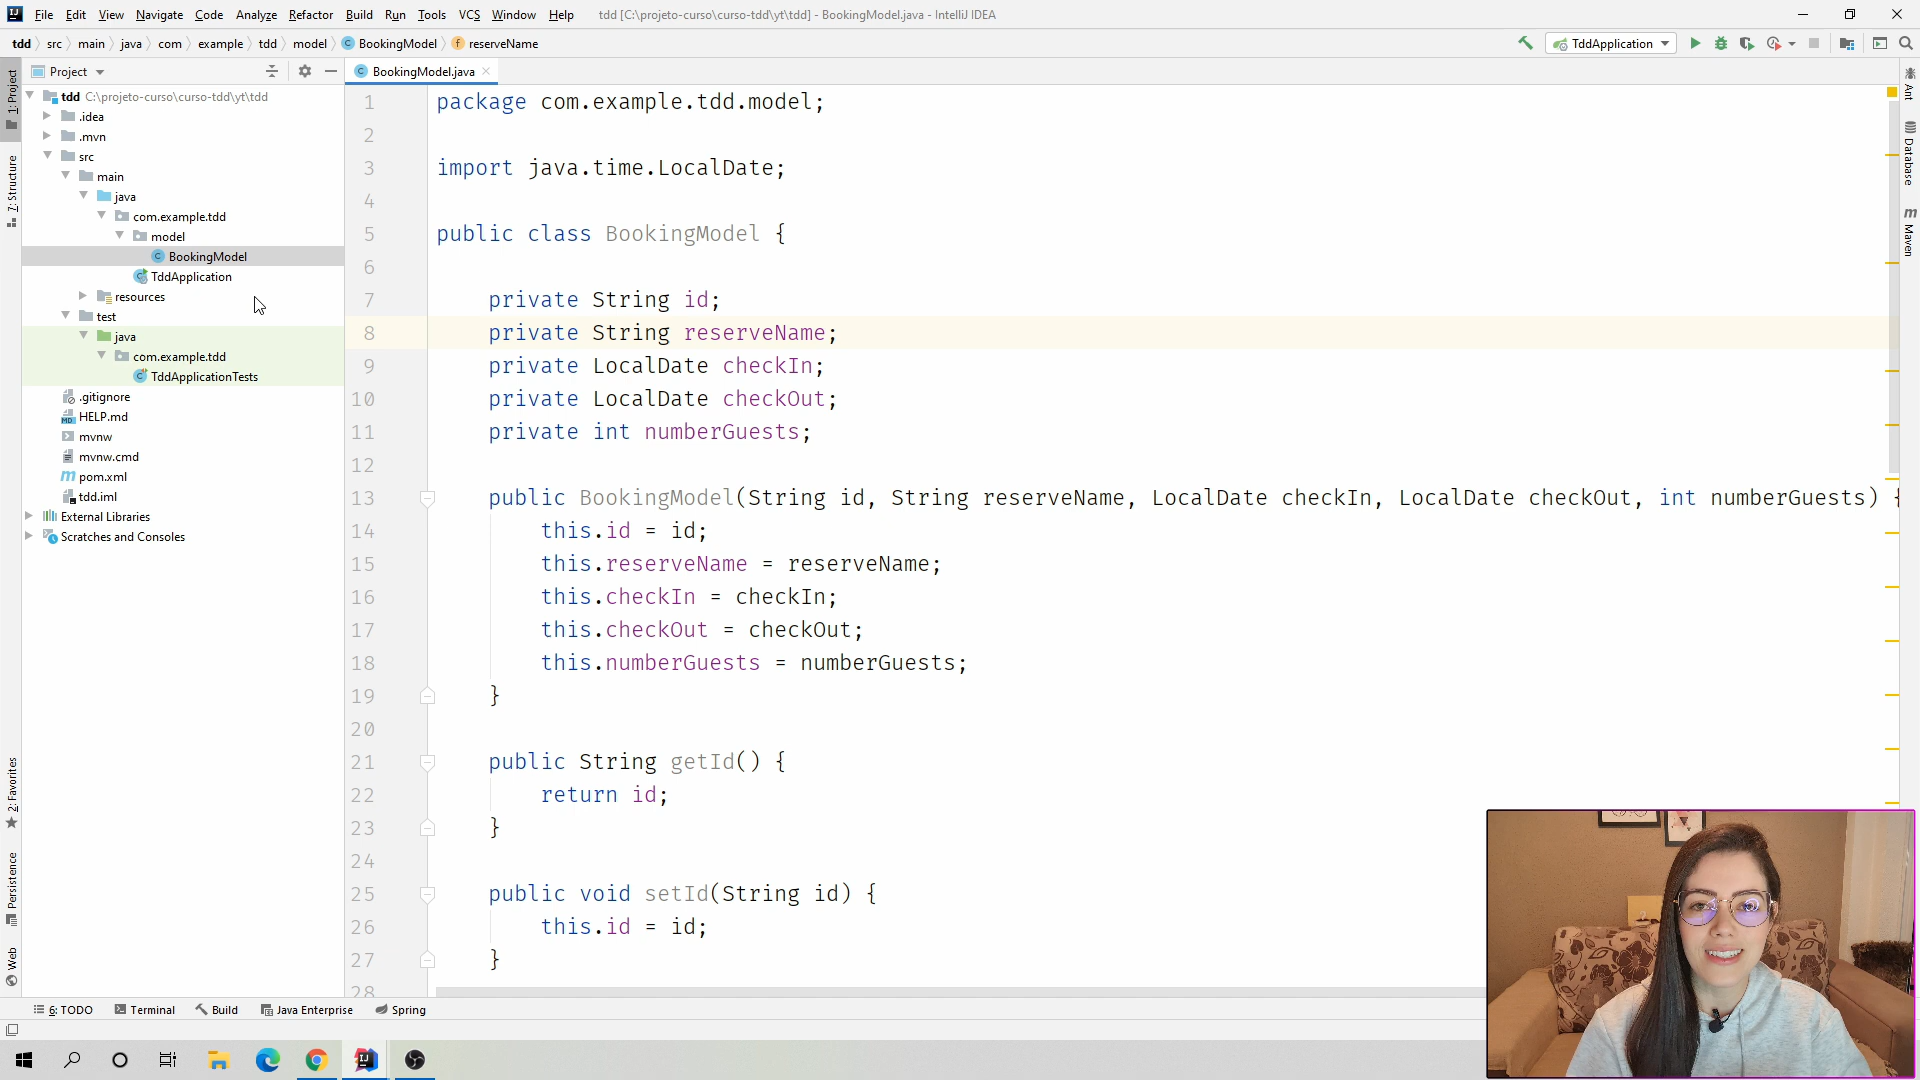 File Edit View Navigate Code Analyze Refactor Build Run Tools VCS Window Help tdd [C:\projeto-curso\curso-tdd\yt\tdd] - BookingModel.java - IntelliJ IDEA
tdd src main java com example tdd model BookingModel reserveName
TddApplication
Project
BookingModel.java
1: Project
7: Structure
2: Favorites
Persistence
Web
tdd C:\projeto-curso\curso-tdd\yt\tdd
.idea
.mvn
src
main
java
com.example.tdd
model
BookingModel
TddApplication
resources
test
java
com.example.tdd
TddApplicationTests
.gitignore
HELP.md
mvnw
mvnw.cmd
pom.xml
tdd.iml
External Libraries
Scratches and Consoles
1 package com.example.tdd.model;
2
3 import java.time.LocalDate;
4
5 public class BookingModel {
6
7 private String id;
8 private String reserveName;
9 private LocalDate checkIn;
10 private LocalDate checkOut;
11 private int numberGuests;
12
13 public BookingModel(String id, String reserveName, LocalDate checkIn, LocalDate checkOut, int numberGuests) {
14 this.id = id;
15 this.reserveName = reserveName;
16 this.checkIn = checkIn;
17 this.checkOut = checkOut;
18 this.numberGuests = numberGuests;
19 }
20
21 public String getId() {
22 return id;
23 }
24
25 public void setId(String id) {
26 this.id = id;
27 }
28
Ant
Database
Maven
6: TODO Terminal Build Java Enterprise Spring